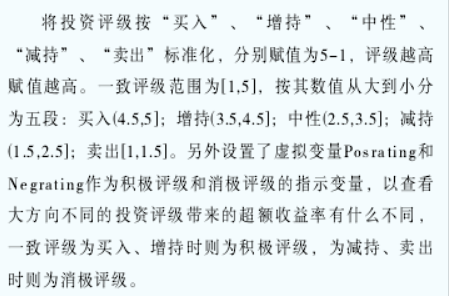 将投资评级按“买入”、“增持”、“中性”、
“减持”、“卖出”标准化，分别赋值为5-1，评级越高
赋值越高。一致评级范围为[1,5]，按其数值从大到小分
为五段：买入(4.5,5]；增持(3.5,4.5]；中性(2.5,3.5]；减持
(1.5,2.5]；卖出[1,1.5]。另外设置了虚拟变量Posrating和
Negrating作为积极评级和消极评级的指示变量，以查看
大方向不同的投资评级带来的超额收益率有什么不同，
一致评级为买入、增持时则为积极评级，为减持、卖出
时则为消极评级。